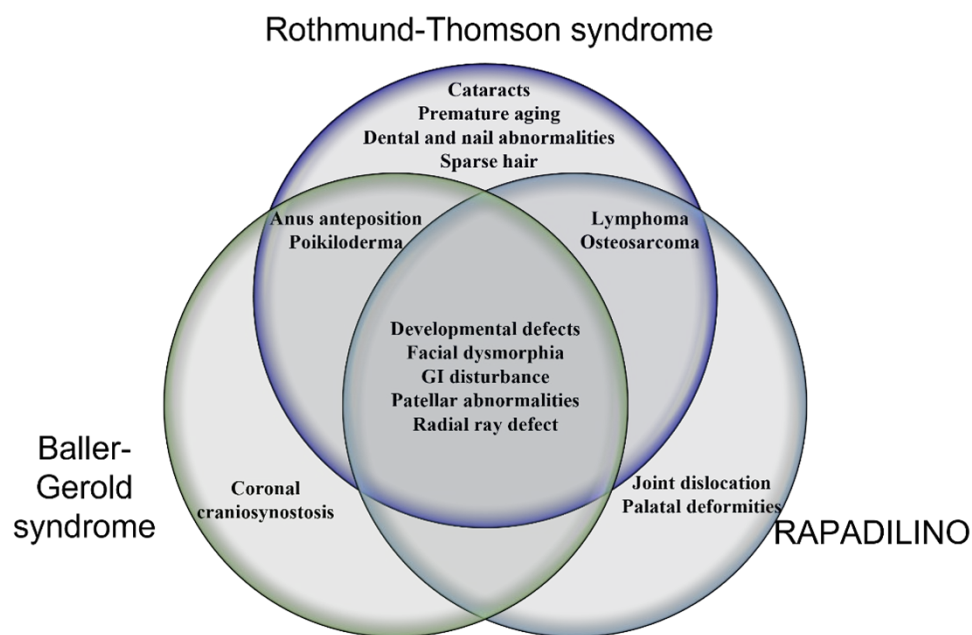 Rothmund-Thomson syndrome
Cataracts
Premature aging
Dental and nail abnormalities
Sparse hair
Anus anteposition
Poikiloderma
Lymphoma
Osteosarcoma
Developmental defects
Facial dysmorphia
GI disturbance
Patellar abnormalities
Radial ray defect
Baller-
Gerold
syndrome
Coronal
craniosynostosis
Joint dislocation
Palatal deformities
RAPADILINO